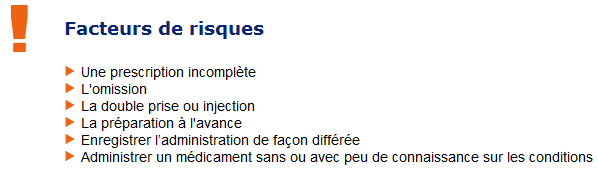 Facteurs de risques
Une prescription incomplète
L'omission
La double prise ou injection
La préparation à l'avance
Enregistrer l’administration de façon différée
Administrer un médicament sans ou avec peu de connaissance sur les conditions